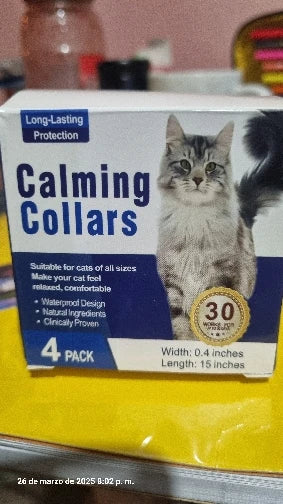 Long-Lasting
Protection
Calming
Collars
Suitable for cats of all sizes
Make your cat feel
relaxed, comfortable
• Waterproof Design
• Natural Ingredients
• Clinically Proven
4 PACK
30
WORKS FOR
Width: 0.4 inches
Length: 15 inches
26 de marzo de 2025 8:02 p. m.